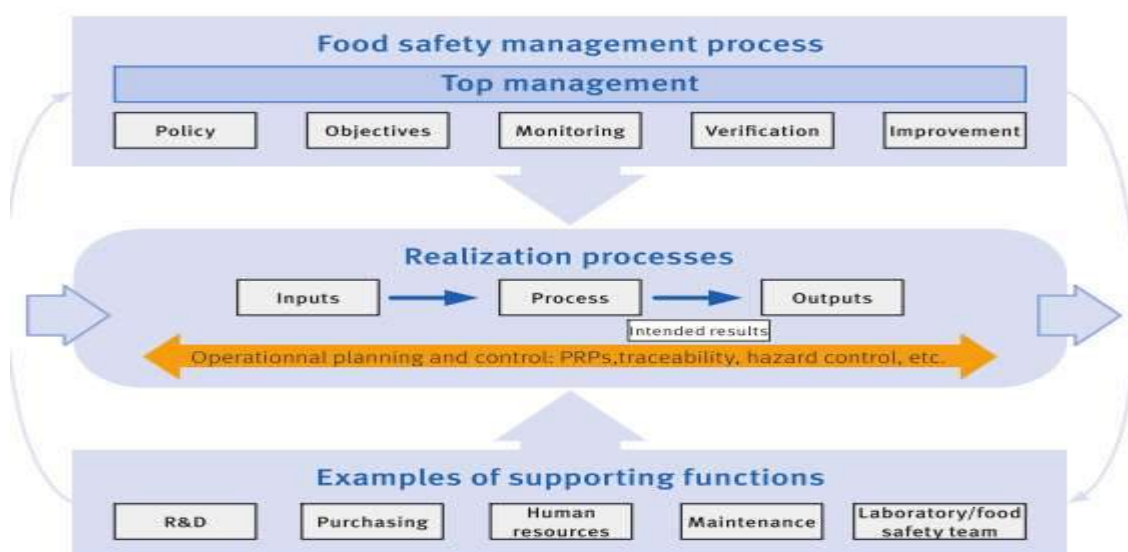 Food safety management process
Top management
Policy
Objectives
Monitoring
Verification
Improvement
Realization processes
Inputs
Process
Outputs
Intended results
Operationnal planning and control: PRPs,traceability, hazard control, etc.
Examples of supporting functions
R&D
Purchasing
Human
resources
Maintenance
Laboratory/food
safety team